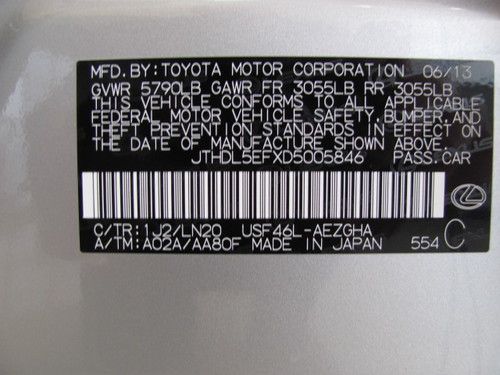 MFD. BY: TOYOTA MOTOR CORPORATION 06/13
GVWR 5790LB GAWR FR 3055LB RR 3055LB
THIS VEHICLE CONFORMS TO ALL APPLICABLE
FEDERAL MOTOR VEHICLE SAFETY, BUMPER, AND
THEFT PREVENTION STANDARDS IN EFFECT ON
THE DATE OF MANUFACTURE SHOWN ABOVE.
JTHDL5EFXD5005846 PASS.CAR
C/TR:1J2/LN20 USF46L-AEZGHA
A/TM:A02A/AA80F MADE IN JAPAN 554 C